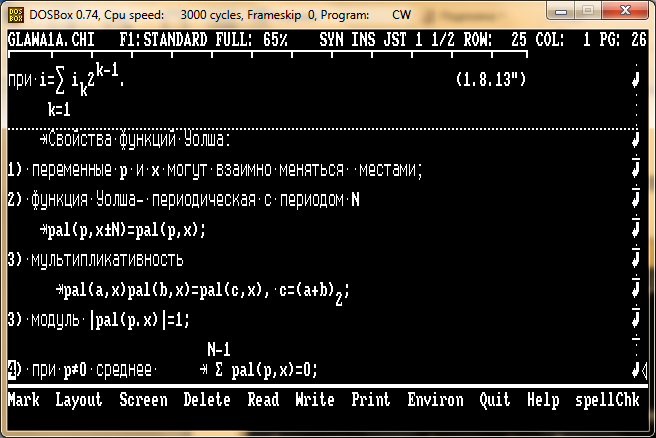 DOSBox 0.74, Cpu speed: 3000 cycles, Frameskip 0, Program: CW
GLAWA1A.CHI F1:STANDARD FULL: 65% SYN INS JST 1 1/2 ROW: 25 COL: 1 PG: 26
при i=∑ iₖ2ᵏ⁻¹. (1.8.13")
k=1
Свойства функций Уолша:
1) переменные p и x могут взаимно меняться местами;
2) функция Уолша- периодическая с периодом N
pal(p,x±N)=pal(p,x);
3) мультипликативность
pal(a,x)pal(b,x)=pal(c,x), c=(a+b)₂;
3) модуль |pal(p.x)|=1;
N-1
4) при p≠0 среднее Σ pal(p,x)=0;
Mark Layout Screen Delete Read Write Print Environ Quit Help spellChk